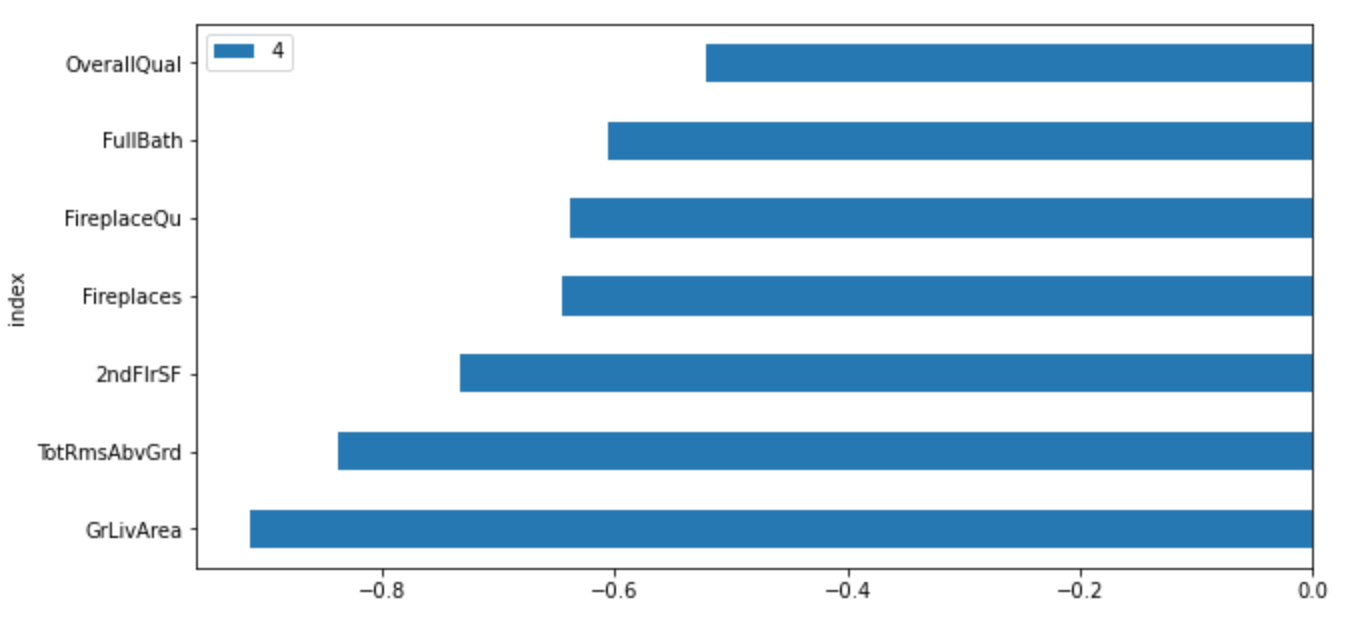 4
OverallQual
FullBath
FireplaceQu
Fireplaces
2ndFlrSF
TotRmsAbvGrd
GrLivArea
index
−0.8 −0.6 −0.4 −0.2 0.0